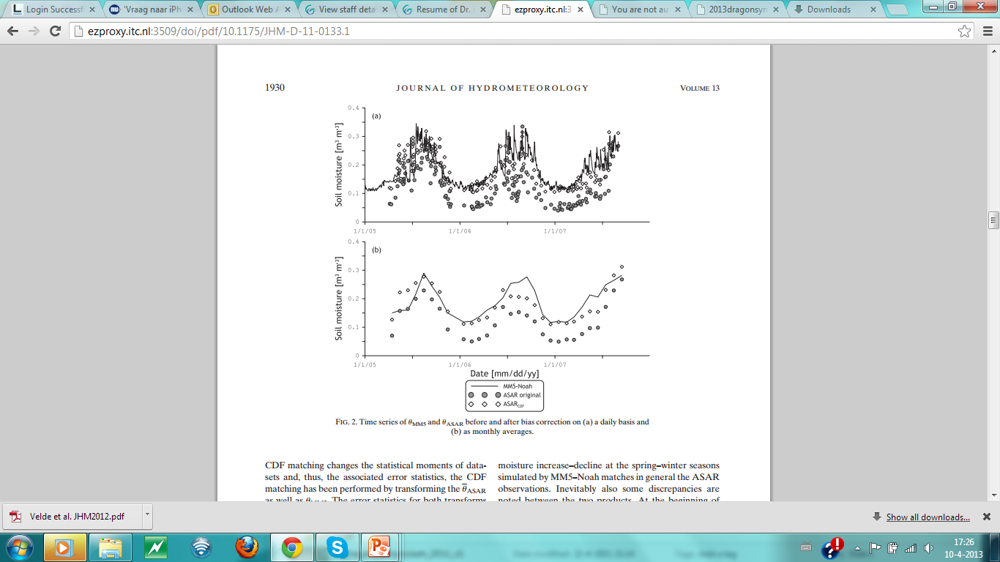 Login Successf
'Vraag naar iPh
Outlook Web A
View staff deta
Resume of Dr.
ezproxy.itc.nl:3
You are not au
2013dragonsyn
Downloads
ezproxy.itc.nl:3509/doi/pdf/10.1175/JHM-D-11-0133.1
1930 JOURNAL OF HYDROMETEOROLOGY VOLUME 13
(a)
Soil moisture [m³ m⁻³]
0.4
0.3
0.2
0.1
0
1/1/05 1/1/06 1/1/07
(b)
Soil moisture [m³ m⁻³]
0.4
0.3
0.2
0.1
0
1/1/05 1/1/06 1/1/07
Date [mm/dd/yy]
MM5-Noah
ASAR original
ASAR_CDF
FIG. 2. Time series of θ_MM5 and θ_ASAR before and after bias correction on (a) a daily basis and
(b) as monthly averages.
CDF matching changes the statistical moments of data-
sets and, thus, the associated error statistics, the CDF
matching has been performed by transforming the θ̅_ASAR
as well as The error statistics for both transforms
moisture increase–decline at the spring–winter seasons
simulated by MM5–Noah matches in general the ASAR
observations. Inevitably also some discrepancies are
noted between the two products. At the beginning of
Velde et al. JHM2012.pdf
Show all downloads...
17:26
10-4-2013